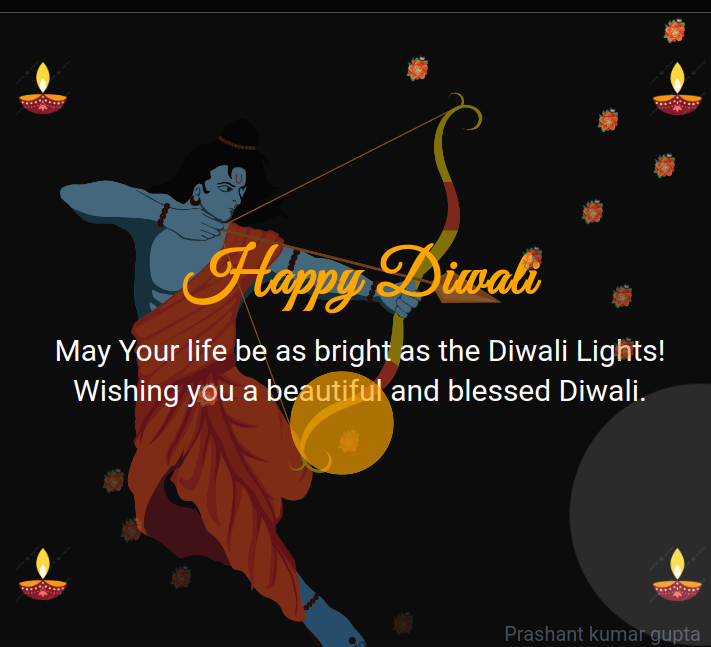 Happy Diwali
May Your life be as bright as the Diwali Lights!
Wishing you a beautiful and blessed Diwali.
Prashant kumar gupta